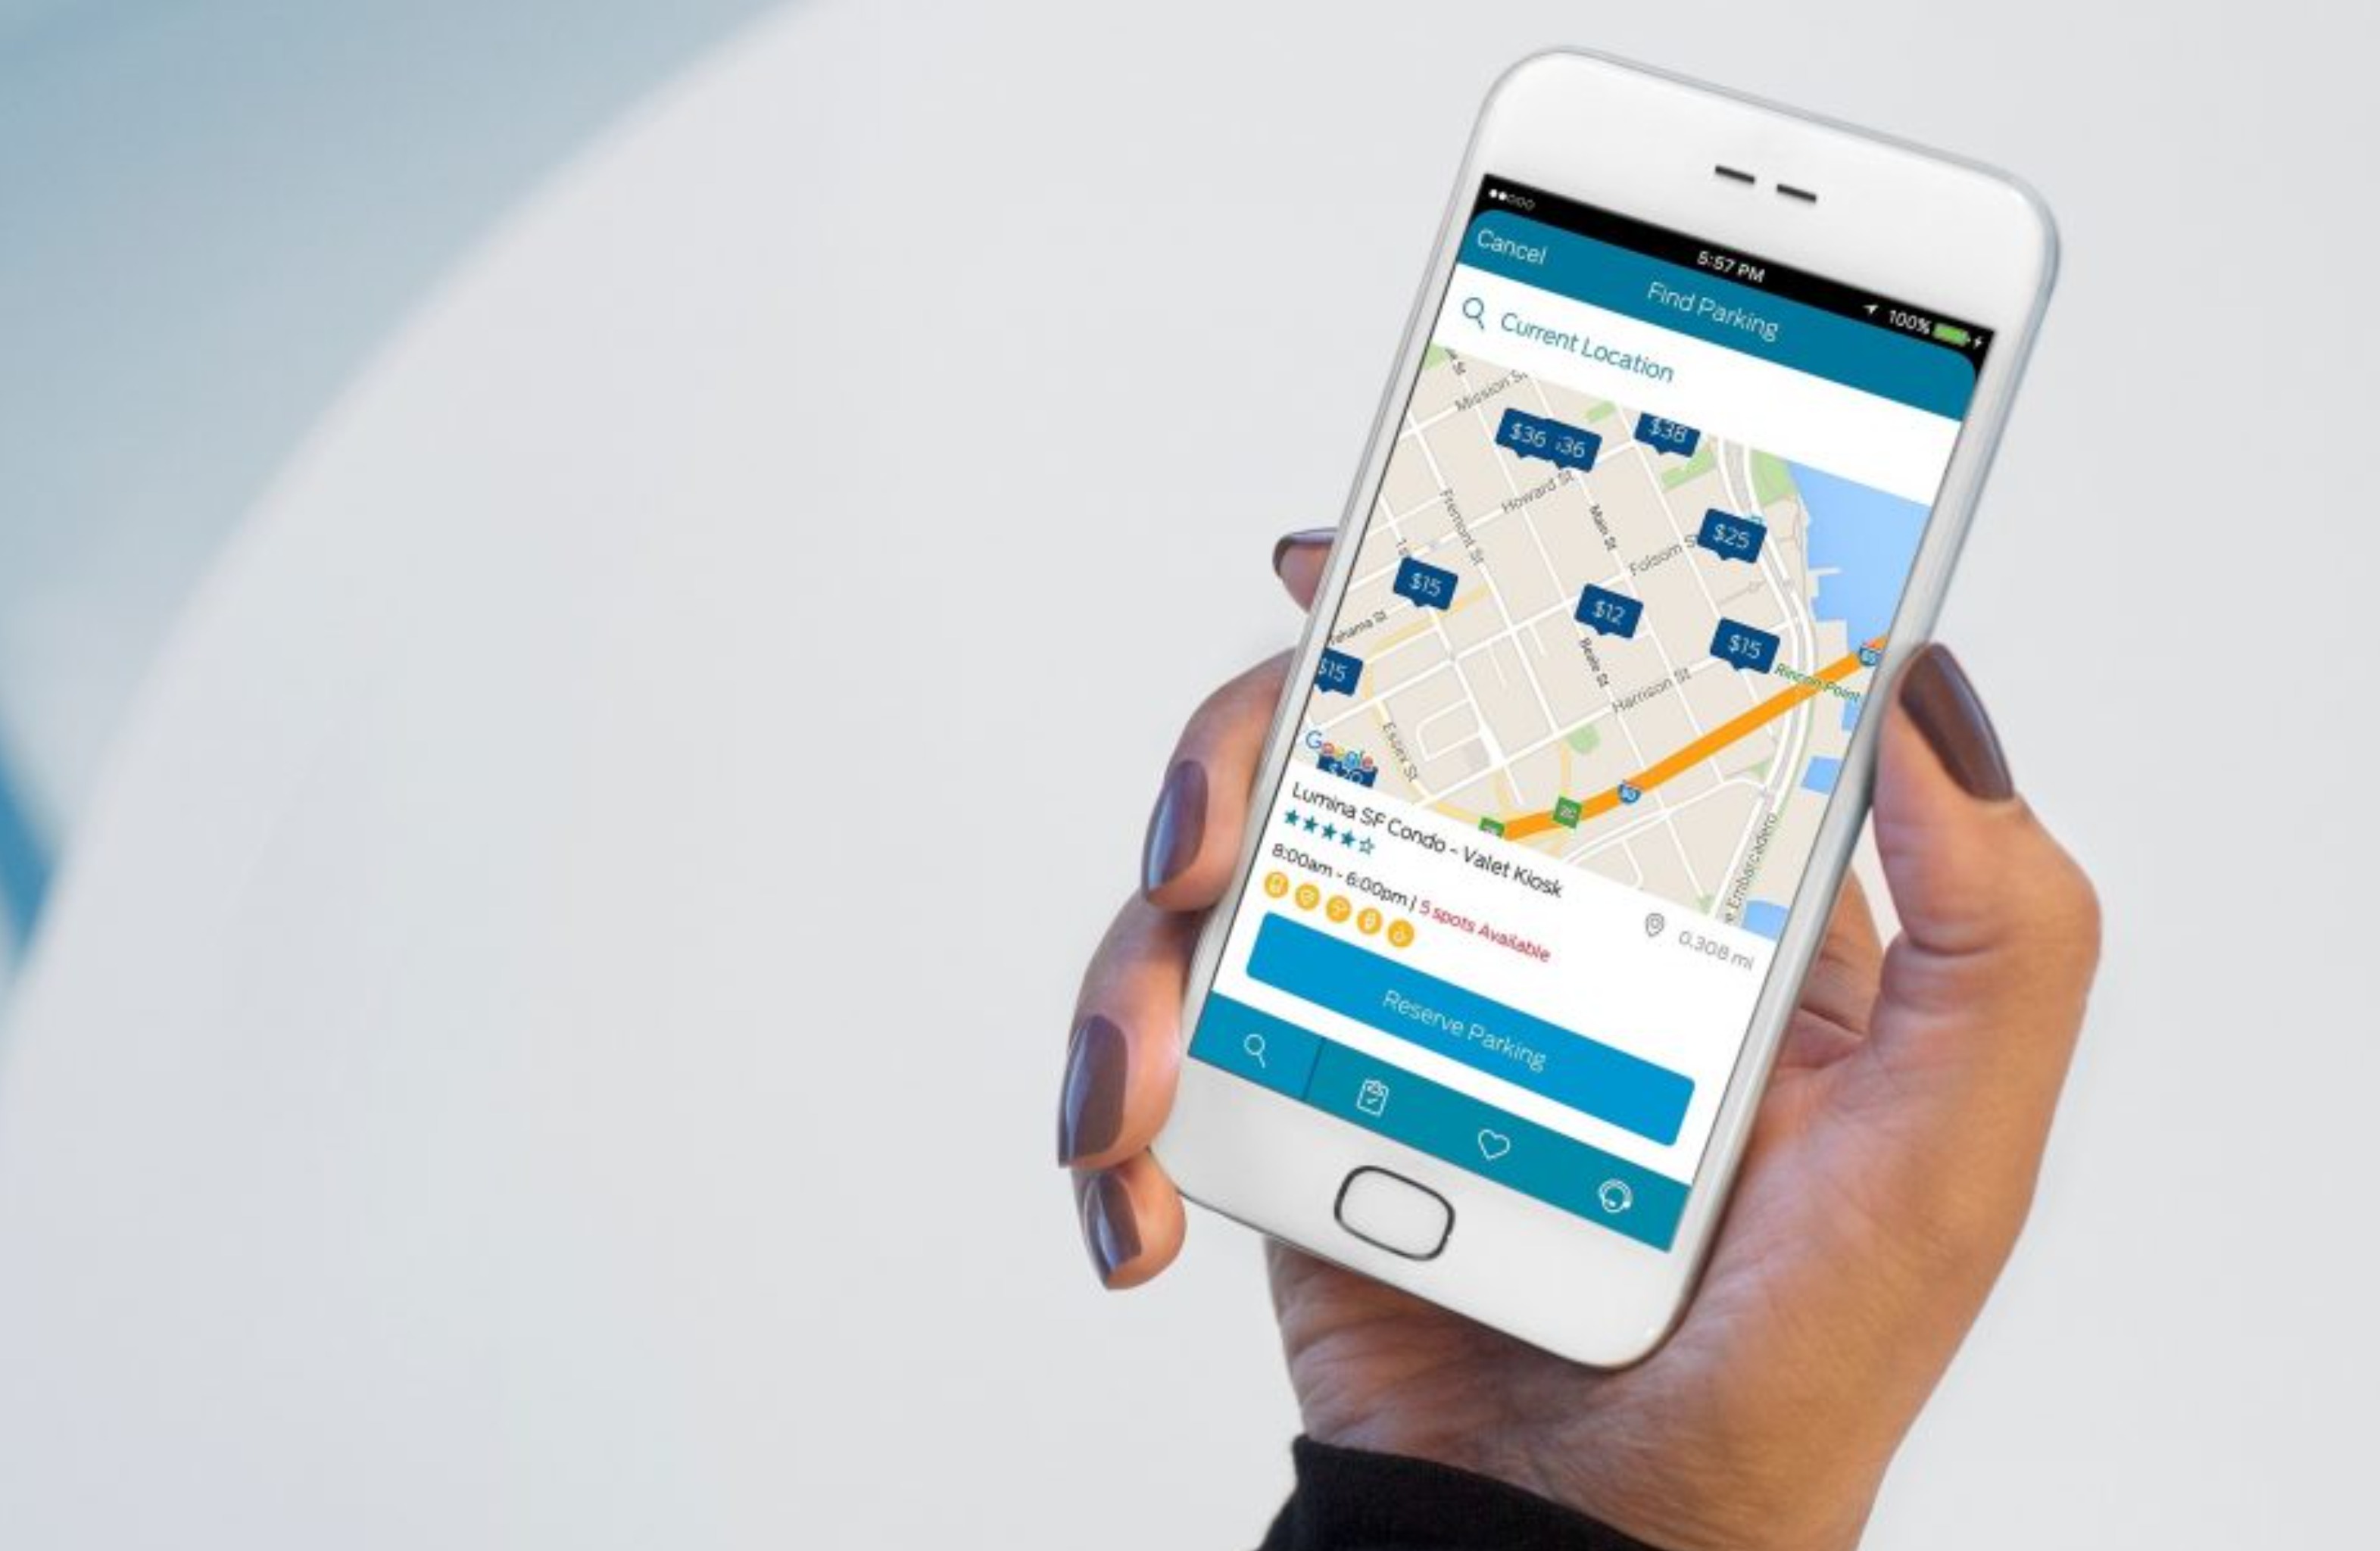 5:57 PM
100%
Cancel
Find Parking
Current Location
Mission St
$36
$38
Howard St
Fremont St
Main St
$25
Folsom St
$15
$12
$15
Tehama St
Beale St
$15
Harrison St
Rincon Point
80
Essex St
Google
80
2C
Lumina SF Condo - Valet Kiosk
8:00am - 6:00pm | 5 spots Available
0.308 mi
Embarcadero
Reserve Parking